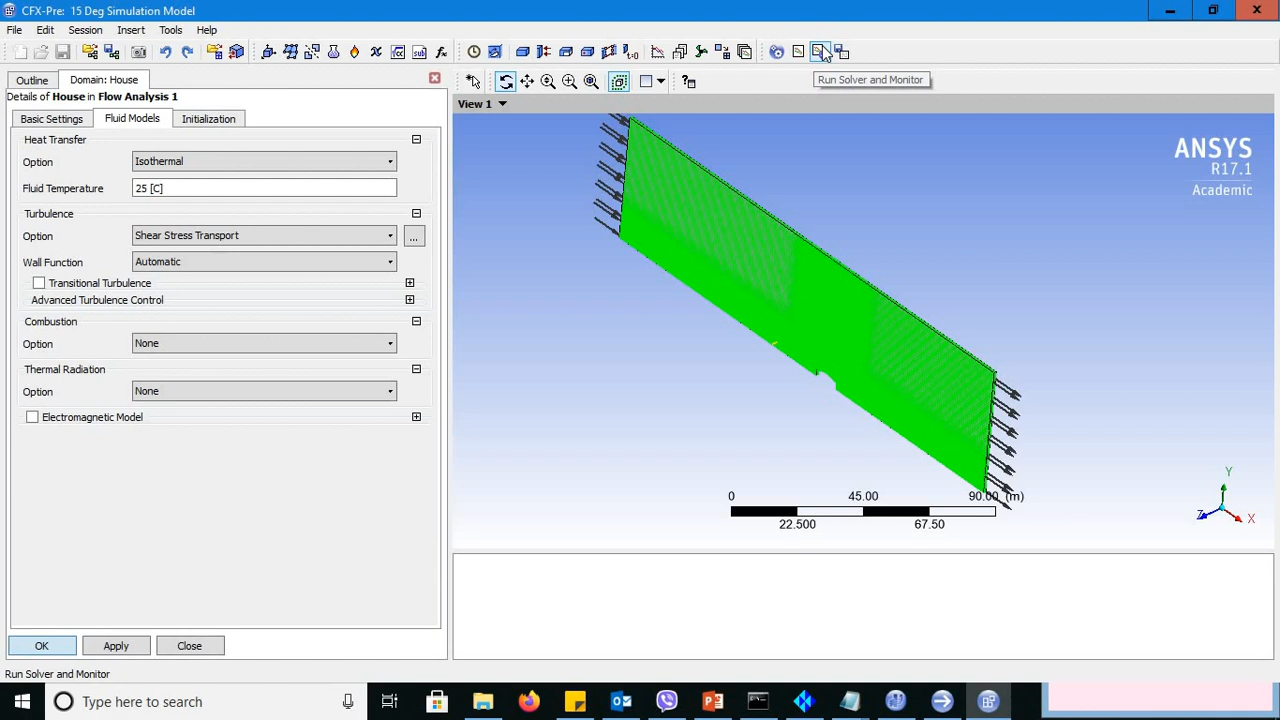 CFX-Pre: 15 Deg Simulation Model
File Edit Session Insert Tools Help
Outline Domain: House
Run Solver and Monitor
Details of House in Flow Analysis 1
View 1
Basic Settings Fluid Models Initialization
Heat Transfer
Option Isothermal
Fluid Temperature 25 [C]
Turbulence
Option Shear Stress Transport ...
Wall Function Automatic
Transitional Turbulence
Advanced Turbulence Control
Combustion
Option None
Thermal Radiation
Option None
Electromagnetic Model
ANSYS
R17.1
Academic
0 45.00 90.00 (m)
22.500 67.50
Y
Z X
OK Apply Close
Run Solver and Monitor
Type here to search